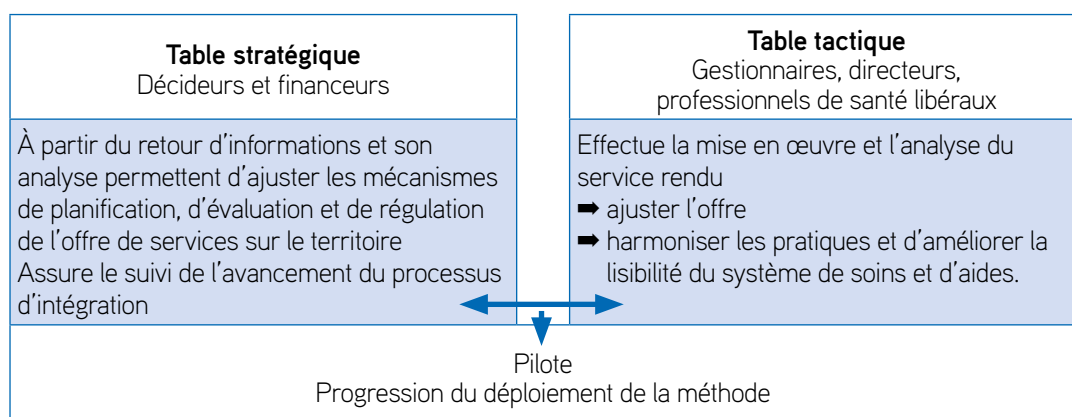 Table stratégique
Décideurs et financeurs
À partir du retour d'informations et son
analyse permettent d'ajuster les mécanismes
de planification, d'évaluation et de régulation
de l'offre de services sur le territoire
Assure le suivi de l'avancement du processus
d'intégration
Table tactique
Gestionnaires, directeurs,
professionnels de santé libéraux
Effectue la mise en œuvre et l'analyse du
service rendu
➡ ajuster l'offre
➡ harmoniser les pratiques et d'améliorer la
lisibilité du système de soins et d'aides.
Pilote
Progression du déploiement de la méthode